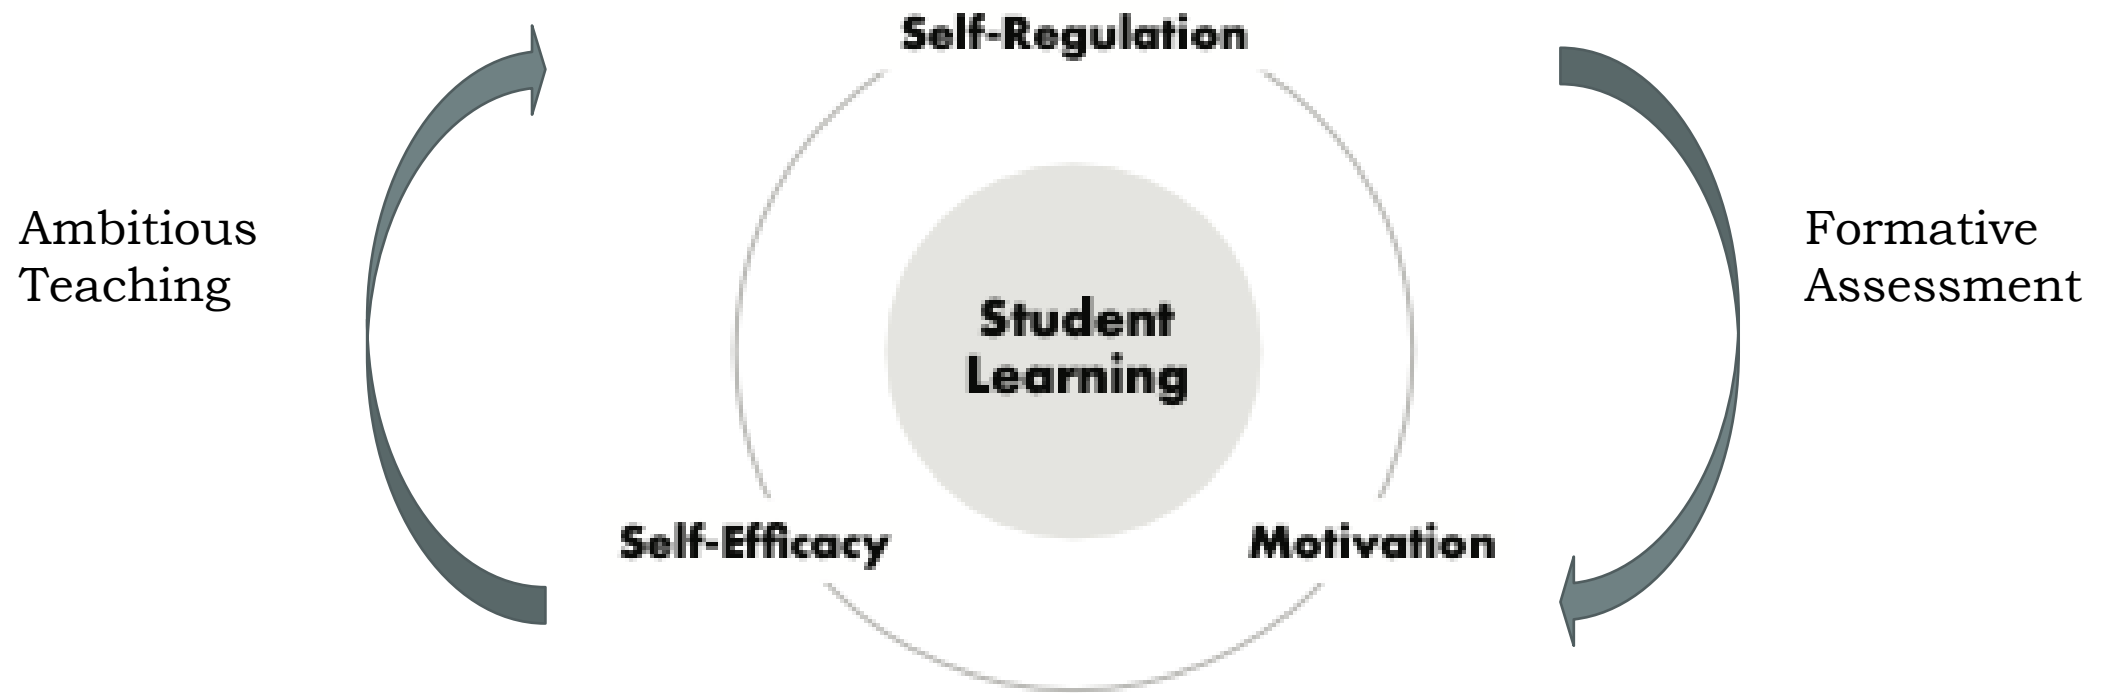 Self-Regulation
Ambitious
Teaching
Formative
Assessment
Student
Learning
Self-Efficacy
Motivation